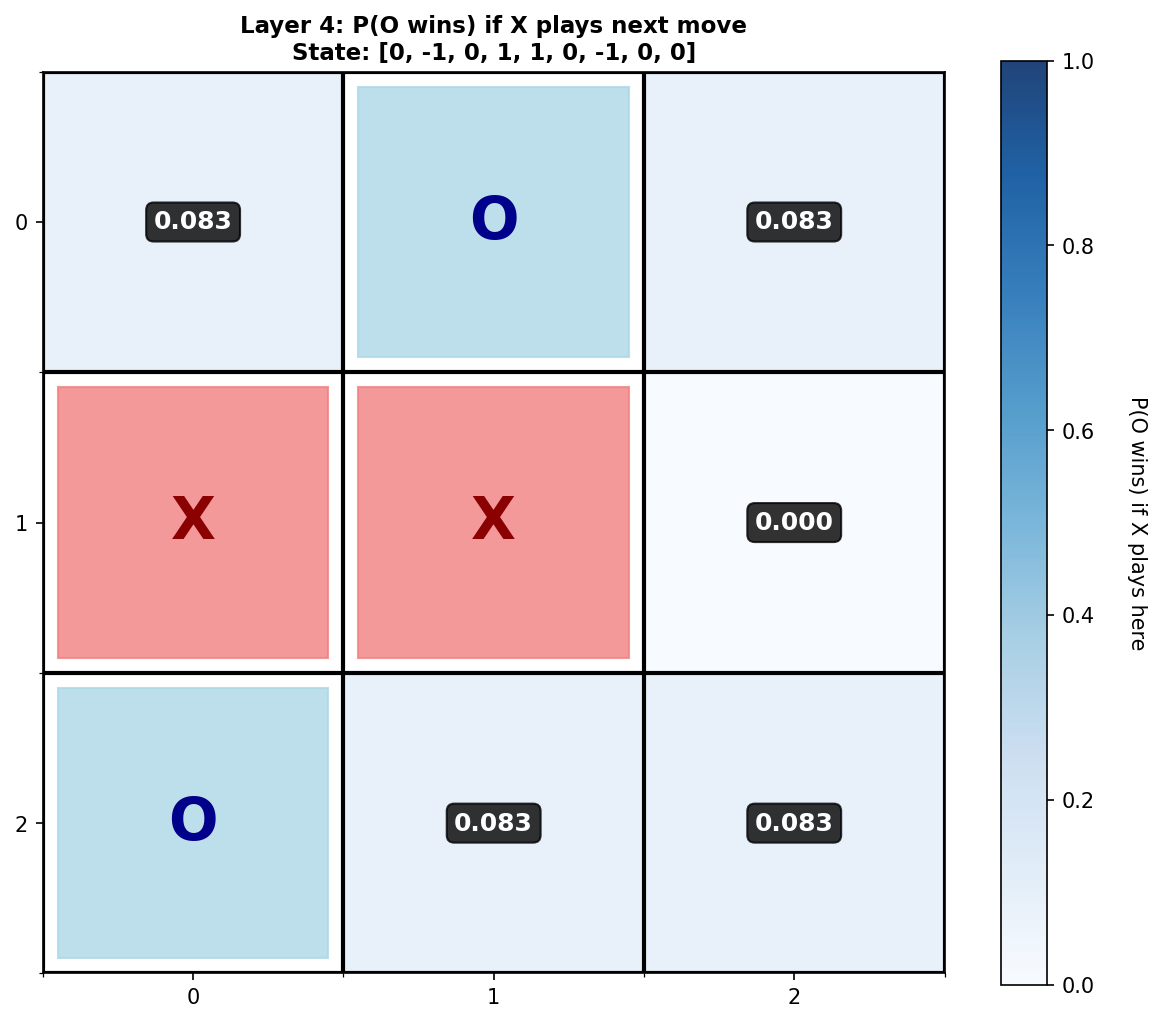 Layer 4: P(O wins) if X plays next move
State: [0, -1, 0, 1, 1, 0, -1, 0, 0]
0
0.083
O
0.083
1
X
X
0.000
2
O
0.083
0.083
0
1
2
1.0
0.8
0.6
0.4
0.2
0.0
P(O wins) if X plays here